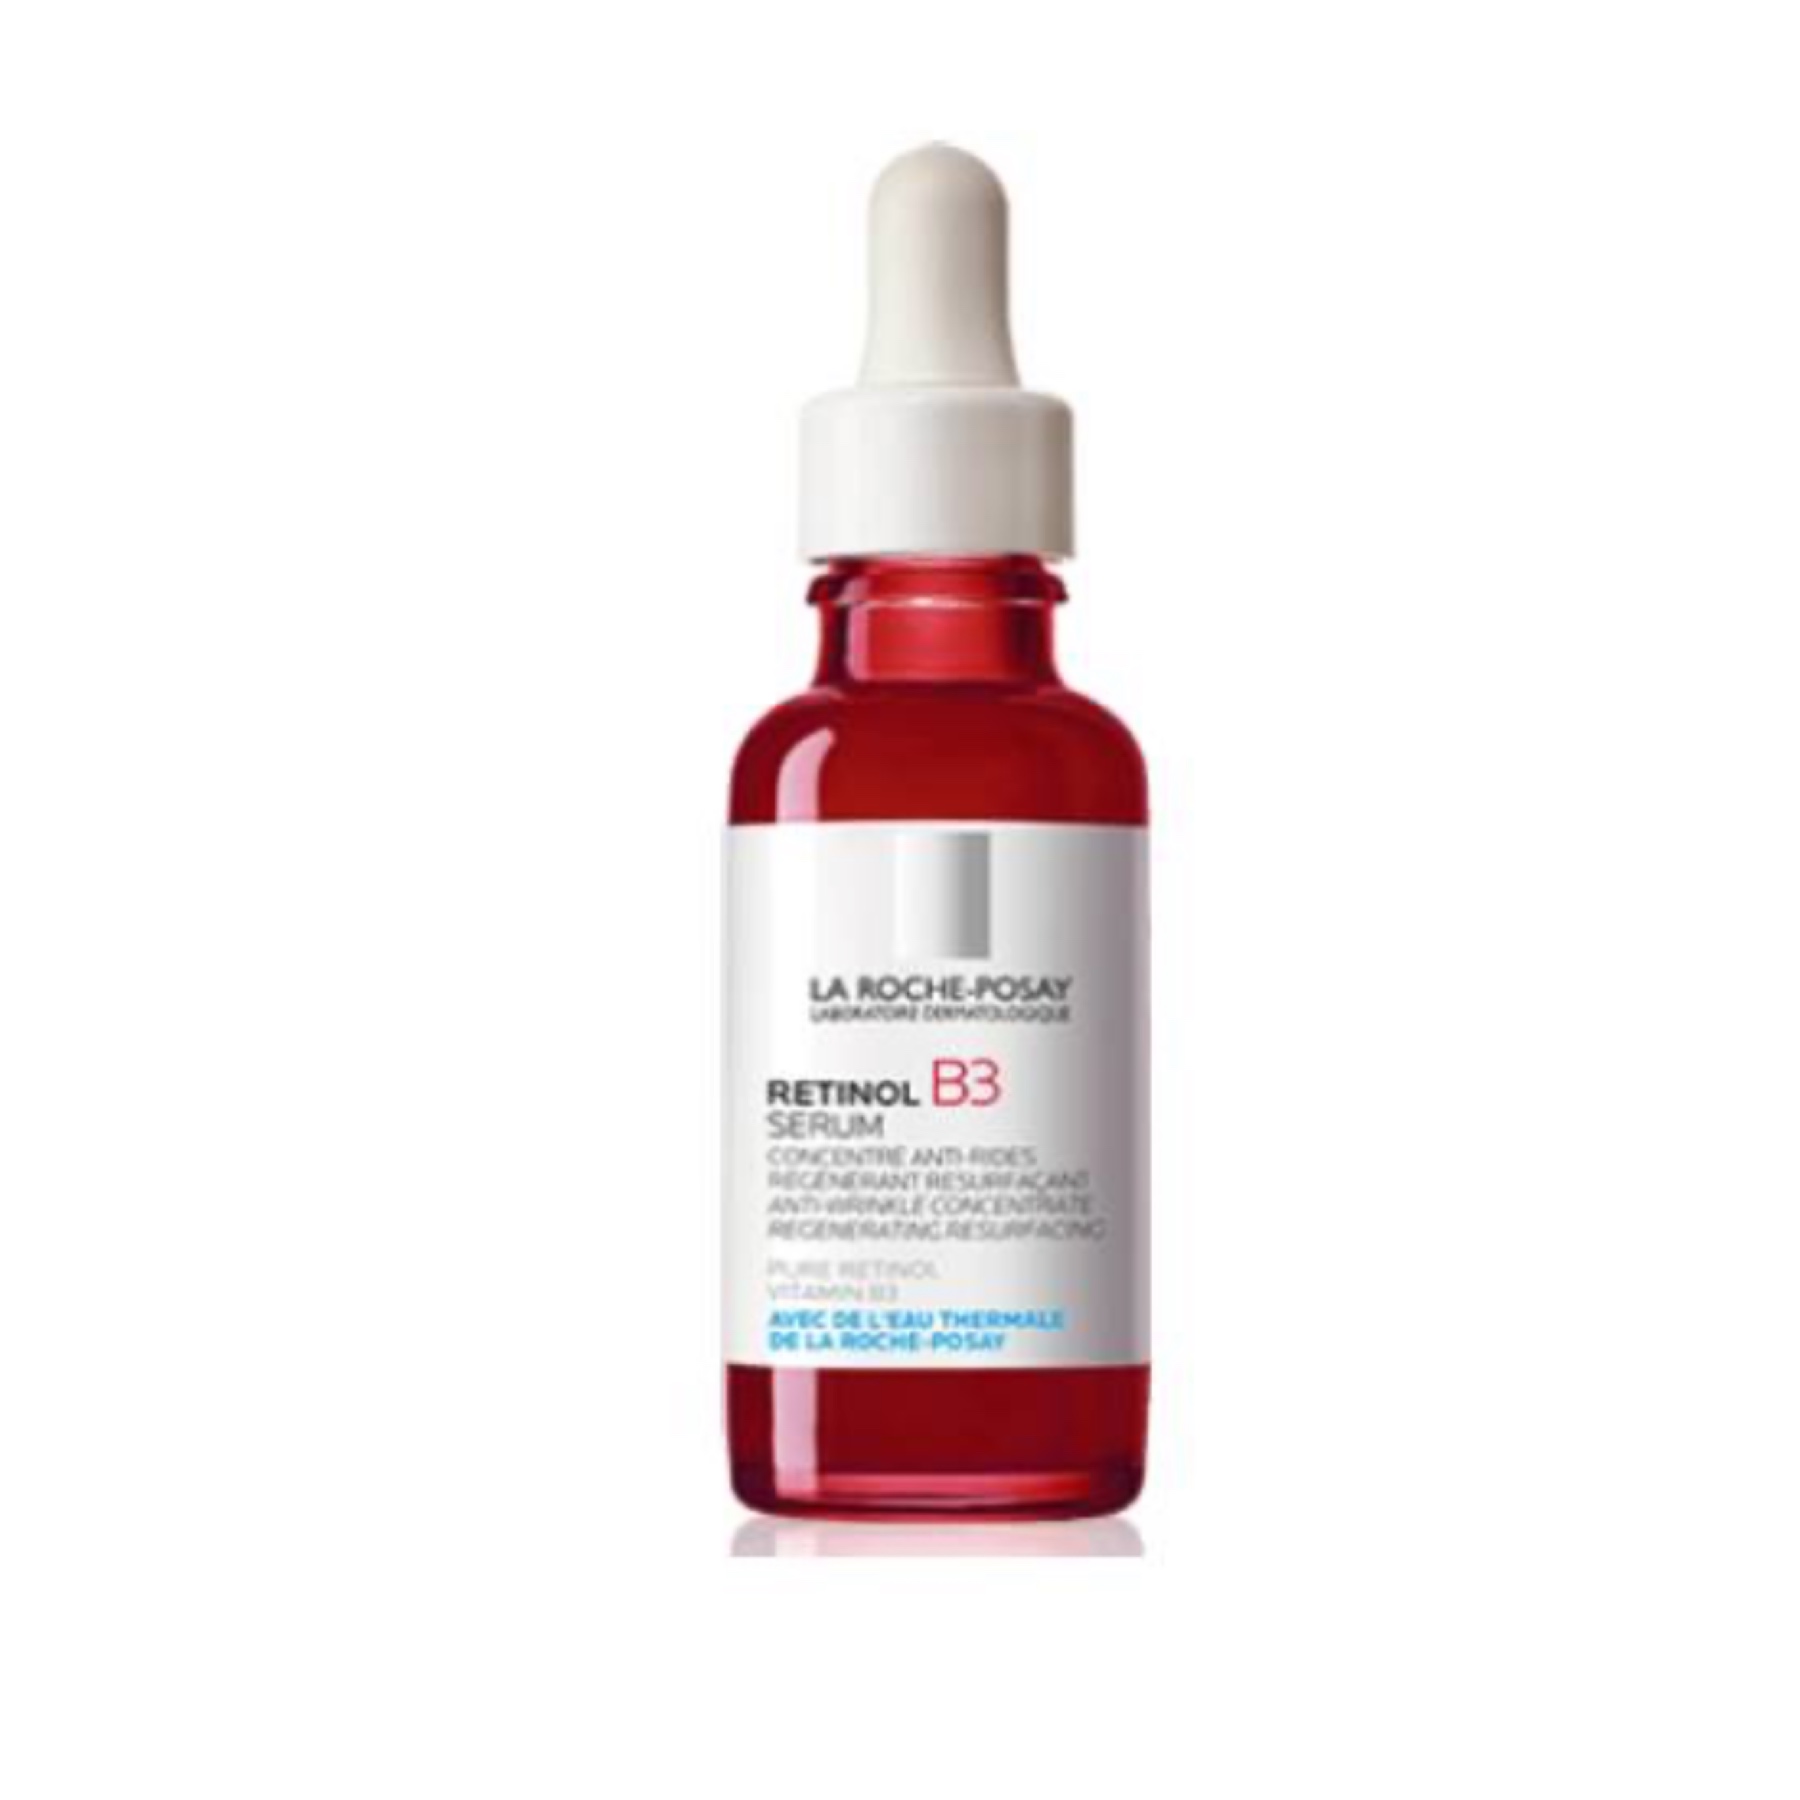 LA ROCHE-POSAY
LABORATOIRE DERMATOLOGIQUE
RETINOL B3
SERUM
CONCENTRÉ ANTI-RIDES
RÉGÉNÉRANT RESURFAÇANT
ANTI-WRINKLE CONCENTRATE
REGENERATING RESURFACING
PURE RETINOL
VITAMIN B3
AVEC DE L'EAU THERMALE
DE LA ROCHE-POSAY